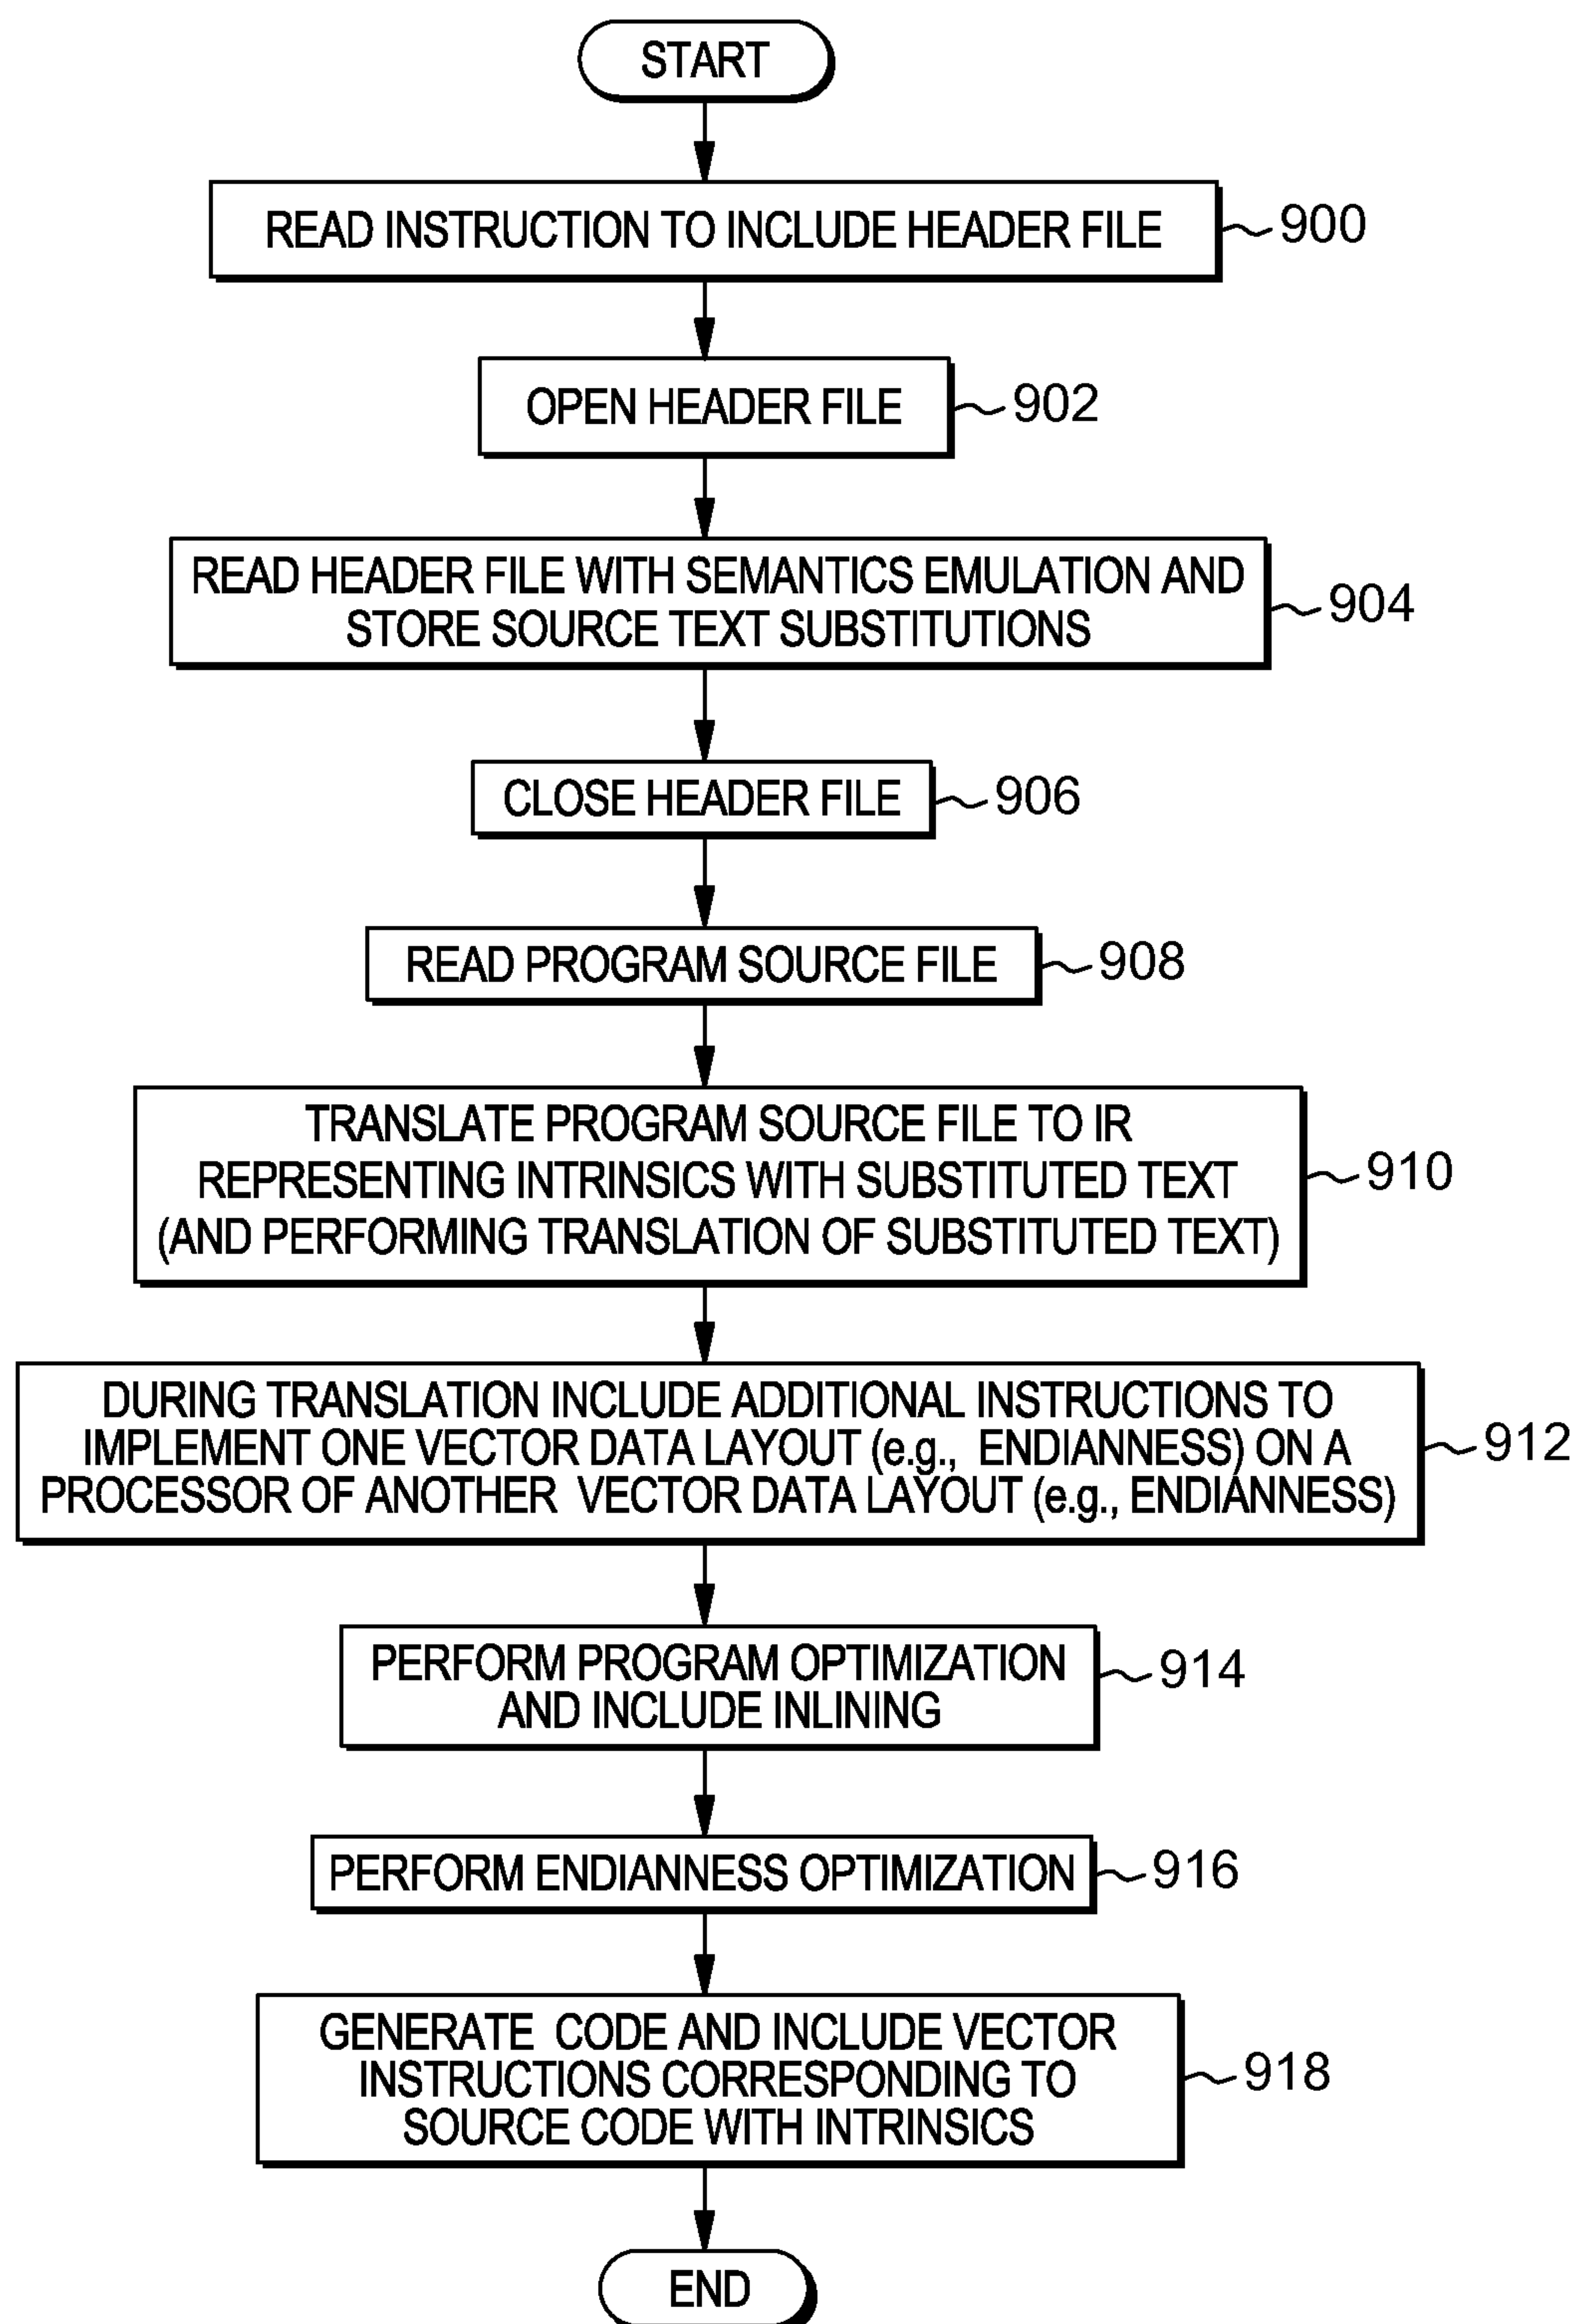 START
READ INSTRUCTION TO INCLUDE HEADER FILE
900
OPEN HEADER FILE
902
READ HEADER FILE WITH SEMANTICS EMULATION AND
STORE SOURCE TEXT SUBSTITUTIONS
904
CLOSE HEADER FILE
906
READ PROGRAM SOURCE FILE
908
TRANSLATE PROGRAM SOURCE FILE TO IR
REPRESENTING INTRINSICS WITH SUBSTITUTED TEXT
(AND PERFORMING TRANSLATION OF SUBSTITUTED TEXT)
910
DURING TRANSLATION INCLUDE ADDITIONAL INSTRUCTIONS TO
IMPLEMENT ONE VECTOR DATA LAYOUT (e.g., ENDIANNESS) ON A
PROCESSOR OF ANOTHER VECTOR DATA LAYOUT (e.g., ENDIANNESS)
912
PERFORM PROGRAM OPTIMIZATION
AND INCLUDE INLINING
914
PERFORM ENDIANNESS OPTIMIZATION
916
GENERATE CODE AND INCLUDE VECTOR
INSTRUCTIONS CORRESPONDING TO
SOURCE CODE WITH INTRINSICS
918
END